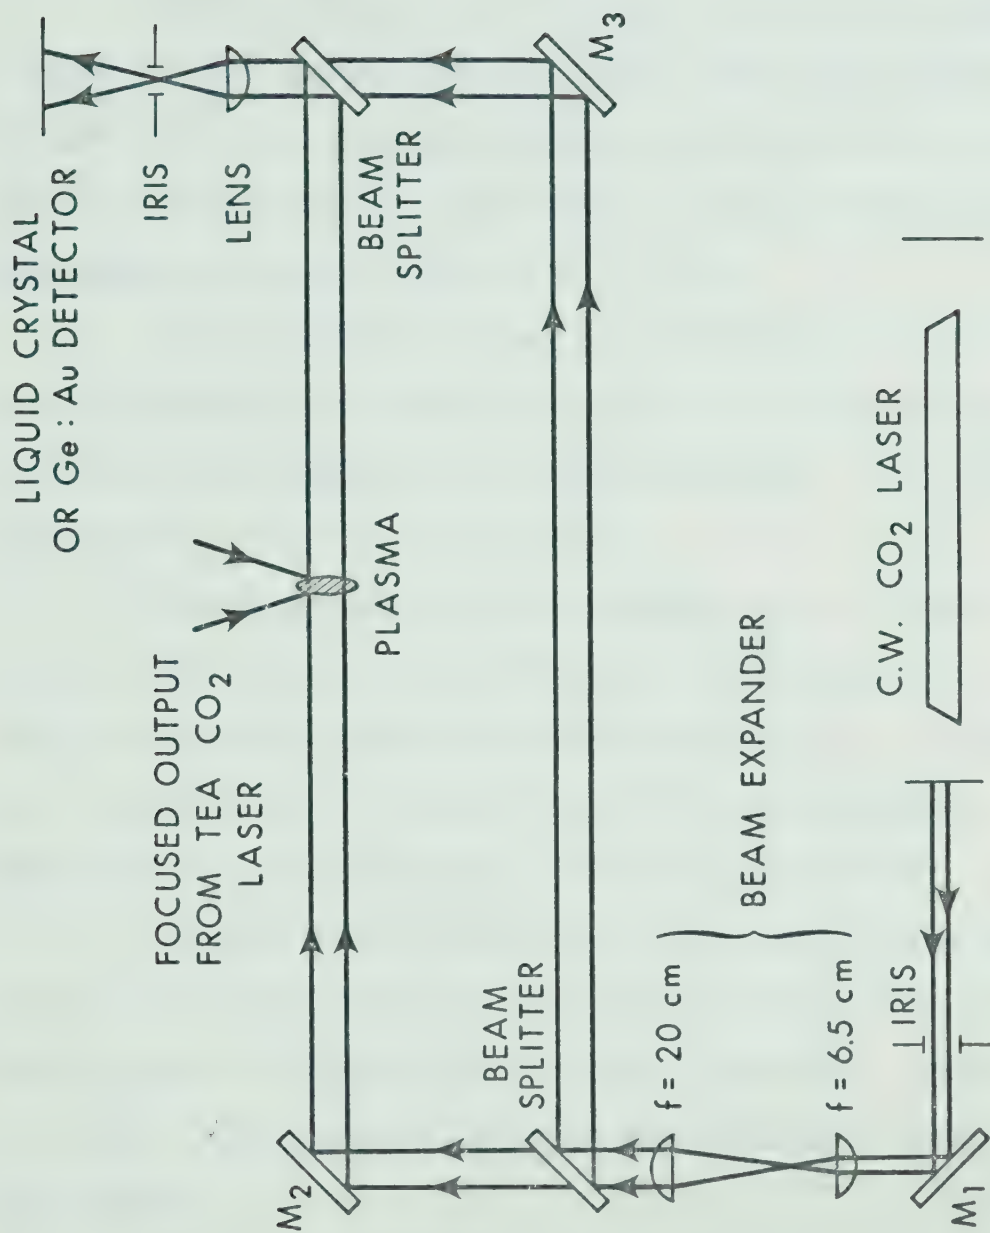 LIQUID CRYSTAL
OR Ge : Au DETECTOR
IRIS
LENS
BEAM
SPLITTER
M3
FOCUSED OUTPUT
FROM TEA CO2
LASER
PLASMA
M2
BEAM
SPLITTER
f = 20 cm
f = 6.5 cm
BEAM EXPANDER
C.W. CO2 LASER
IRIS
M1